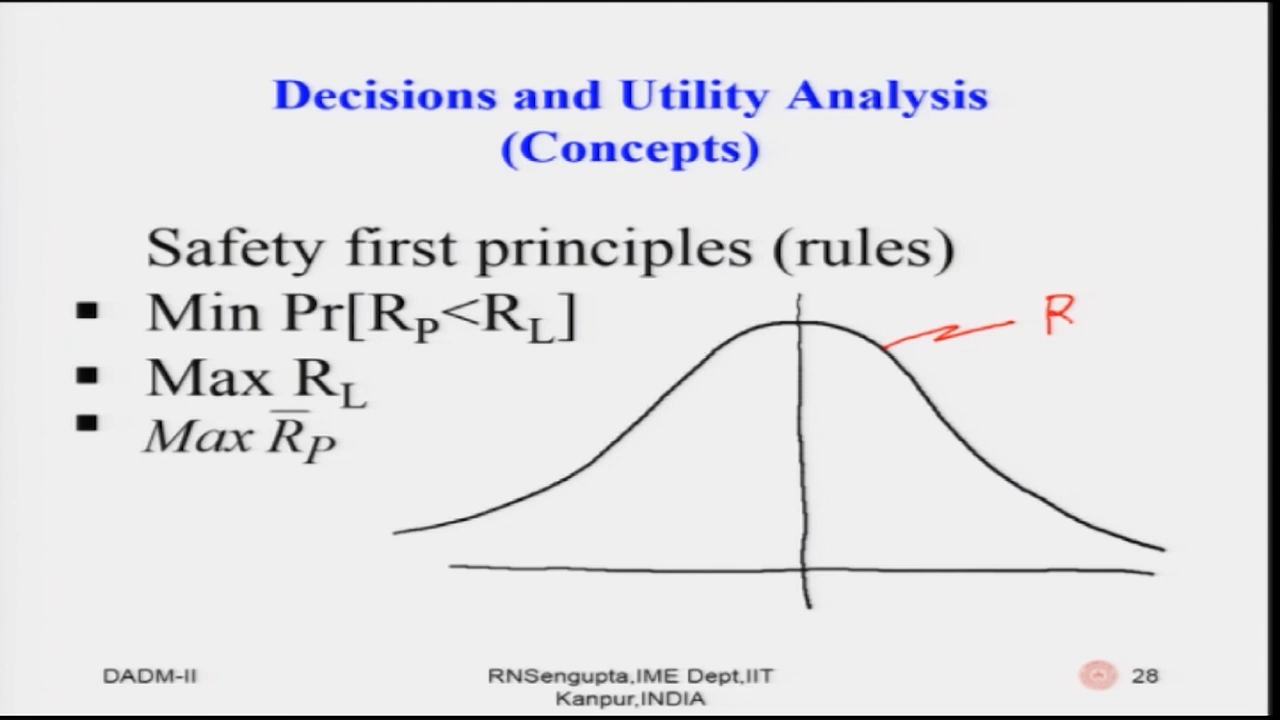 Decisions and Utility Analysis
(Concepts)
Safety first principles (rules)
▪ Min Pr[R_P<R_L]
▪ Max R_L
▪ Max R̅_P
R
DADM-II
RNSengupta,IME Dept,IIT
Kanpur,INDIA
28